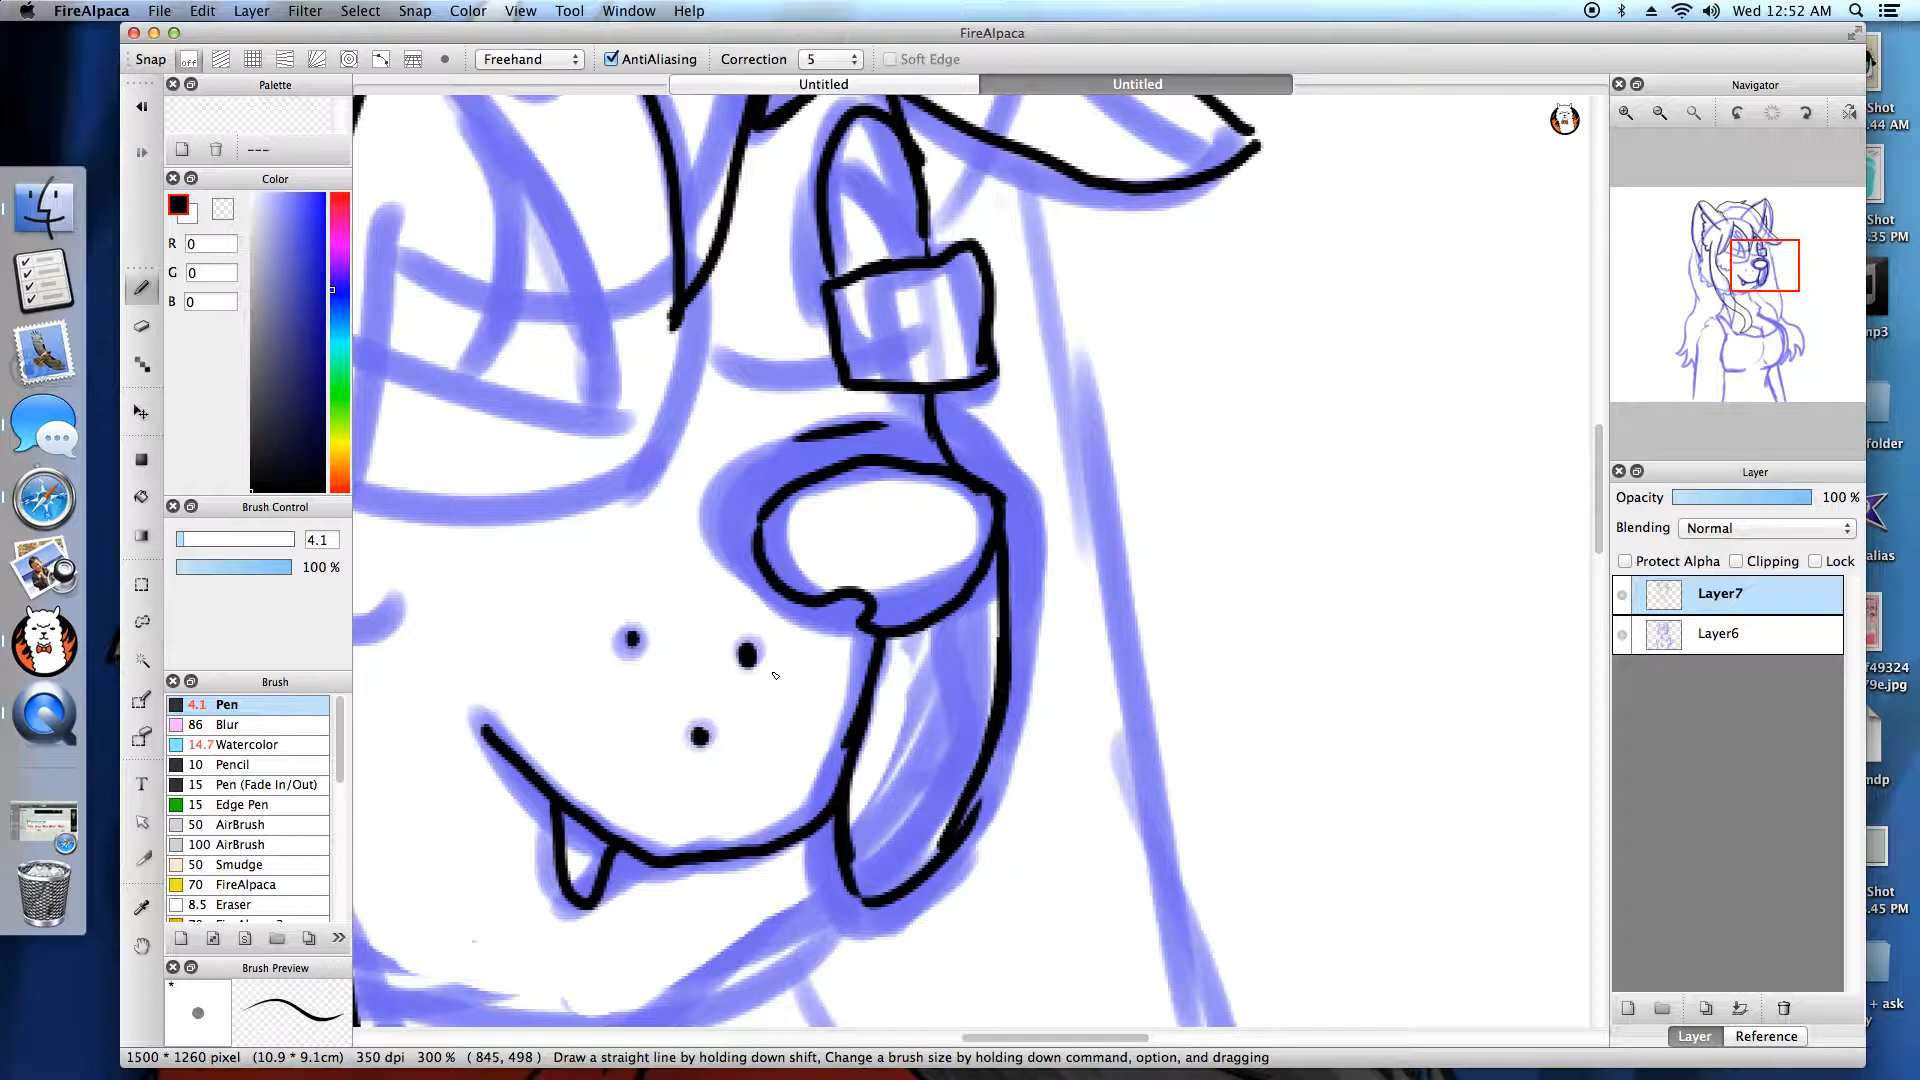 FireAlpaca File Edit Layer Filter Select Snap Color View Tool Window Help Wed 12:52 AM
FireAlpaca
Snap off Freehand AntiAliasing Correction 5 Soft Edge
Palette Untitled Untitled Navigator
---
Color
R 0
G 0
B 0
Brush Control
4.1
100 %
Brush
4.1 Pen
86 Blur
14.7 Watercolor
10 Pencil
15 Pen (Fade In/Out)
15 Edge Pen
50 AirBrush
100 AirBrush
50 Smudge
70 FireAlpaca
8.5 Eraser
Brush Preview
*
Layer
Opacity 100 %
Blending Normal
Protect Alpha Clipping Lock
Layer7
Layer6
Layer Reference
1500 * 1260 pixel (10.9 * 9.1cm) 350 dpi 300 % ( 845, 498 ) Draw a straight line by holding down shift, Change a brush size by holding down command, option, and dragging
Shot
.44 AM
Shot
.35 PM
mp3
folder
alias
f49324
79e.jpg
mdp
Shot
.45 PM
+ ask
y